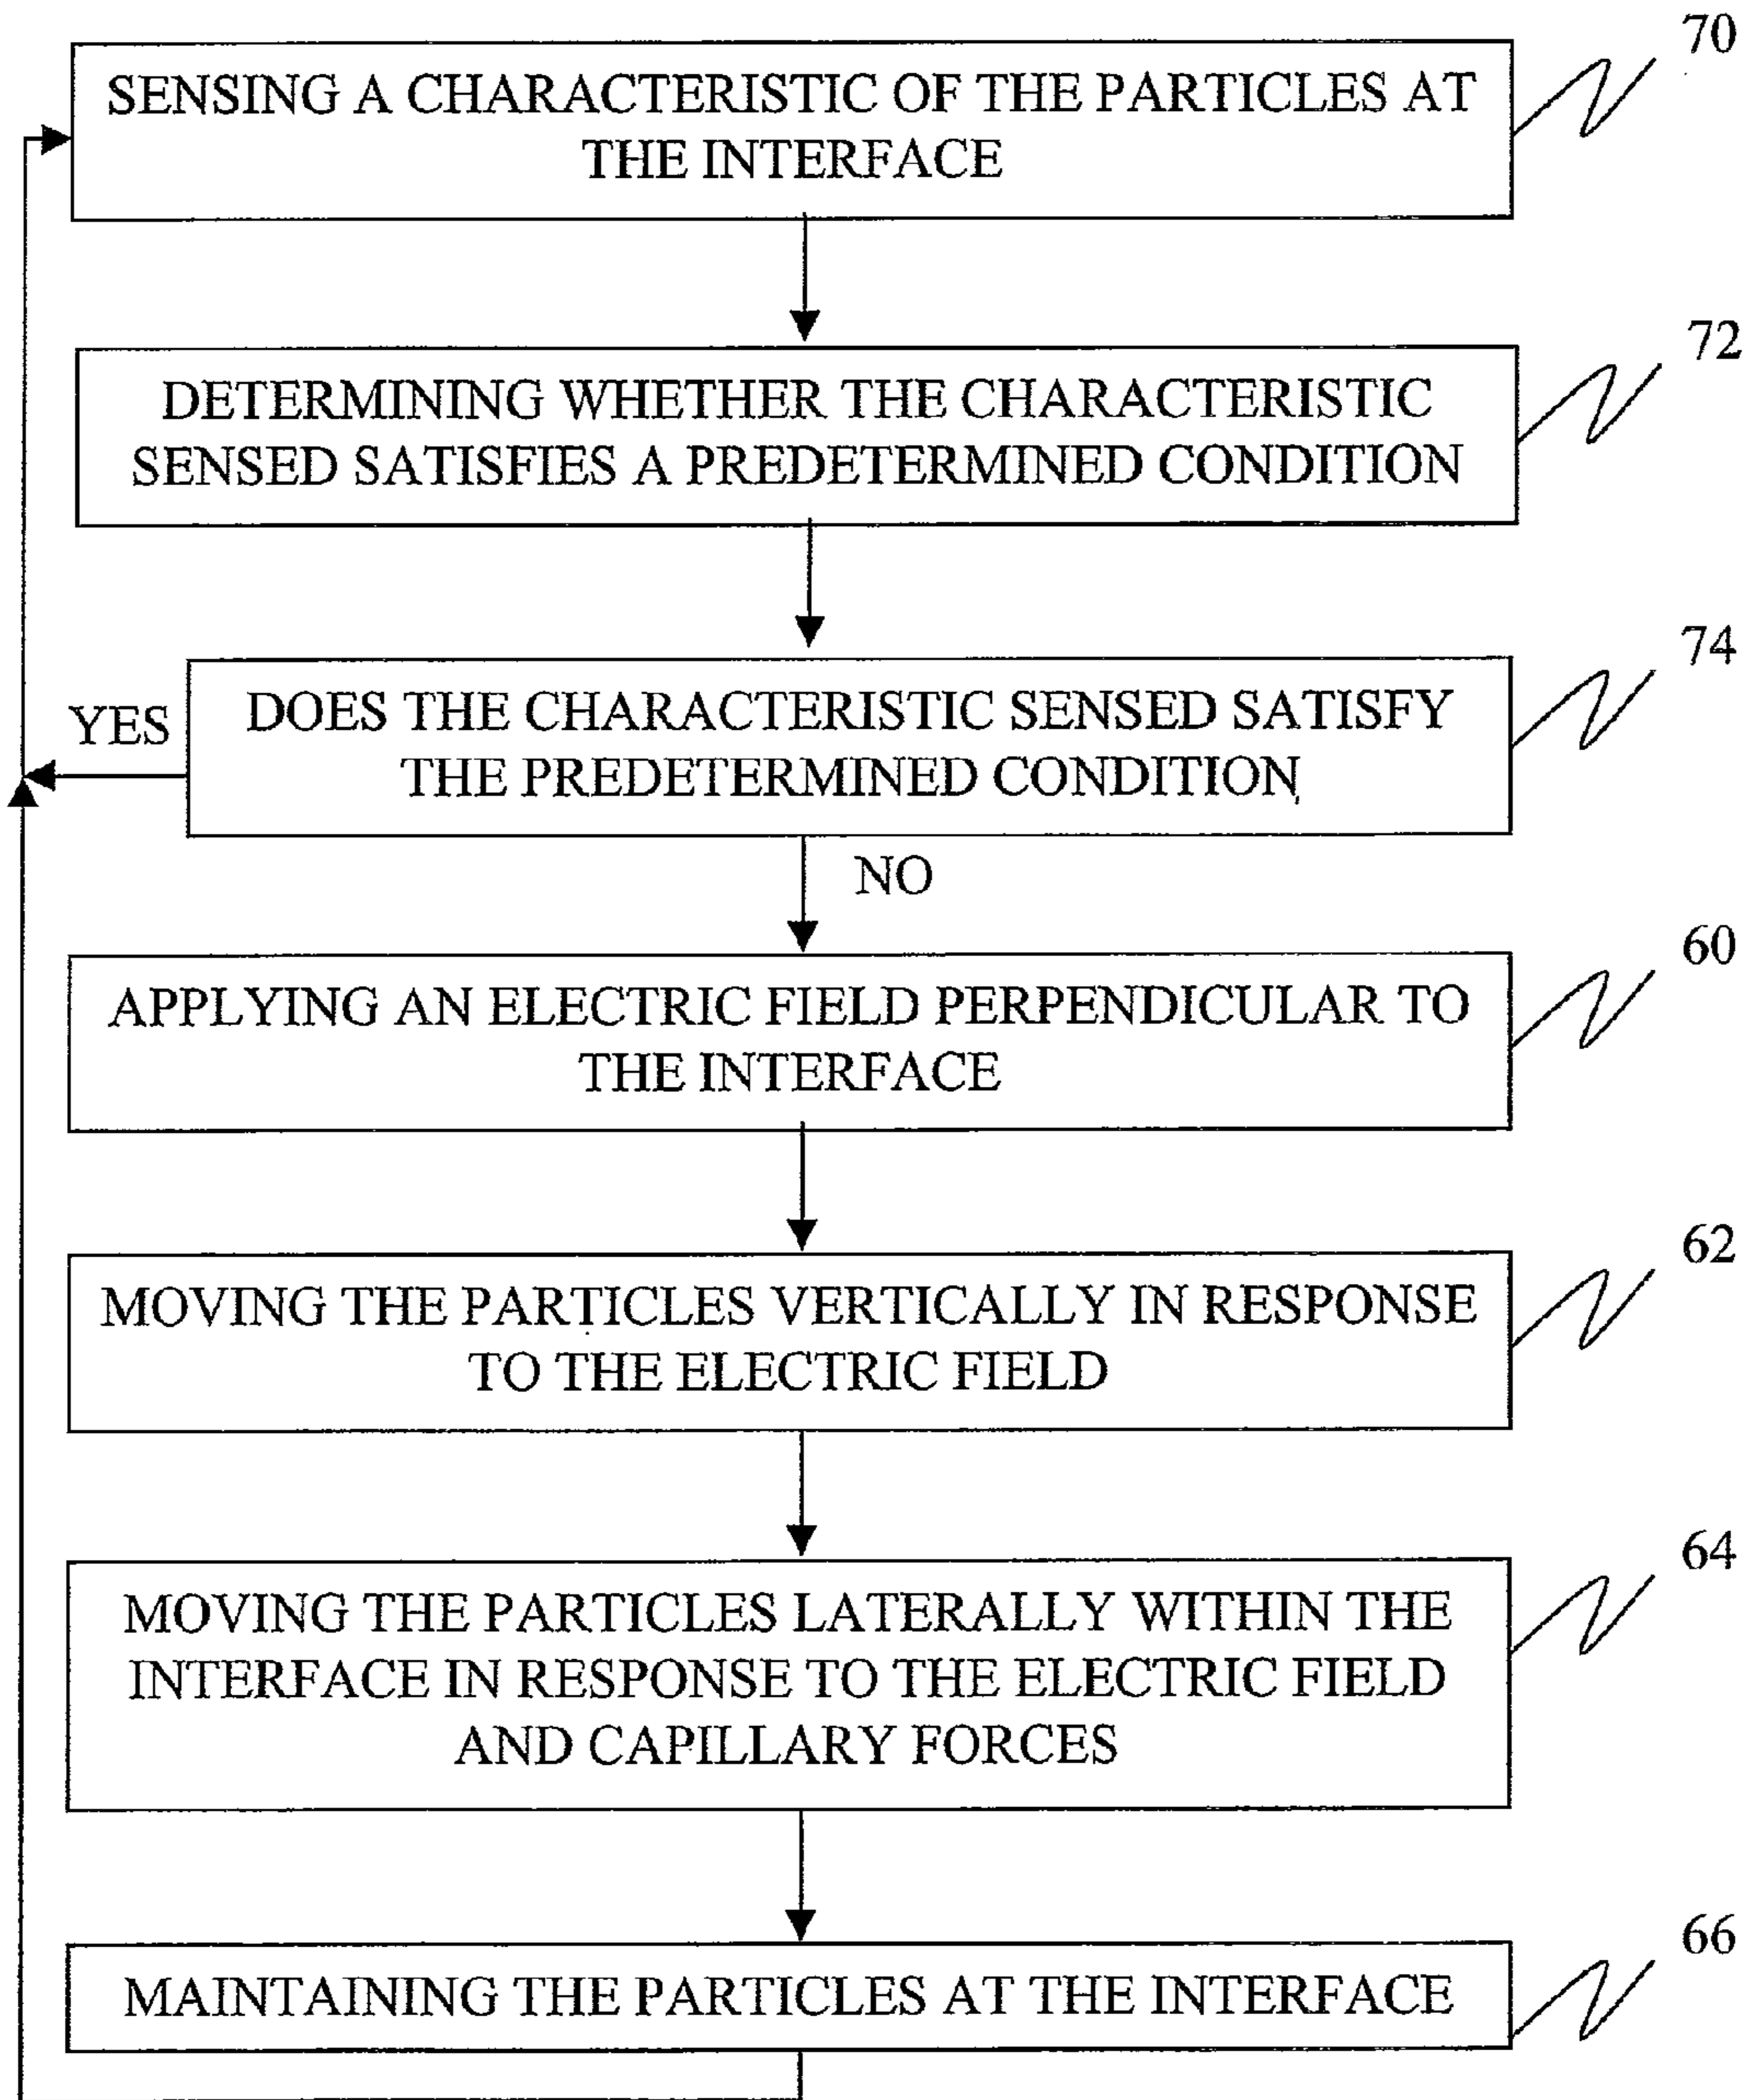 70
SENSING A CHARACTERISTIC OF THE PARTICLES AT
THE INTERFACE
72
DETERMINING WHETHER THE CHARACTERISTIC
SENSED SATISFIES A PREDETERMINED CONDITION
74
YES
DOES THE CHARACTERISTIC SENSED SATISFY
THE PREDETERMINED CONDITION
NO
60
APPLYING AN ELECTRIC FIELD PERPENDICULAR TO
THE INTERFACE
62
MOVING THE PARTICLES VERTICALLY IN RESPONSE
TO THE ELECTRIC FIELD
64
MOVING THE PARTICLES LATERALLY WITHIN THE
INTERFACE IN RESPONSE TO THE ELECTRIC FIELD
AND CAPILLARY FORCES
66
MAINTAINING THE PARTICLES AT THE INTERFACE